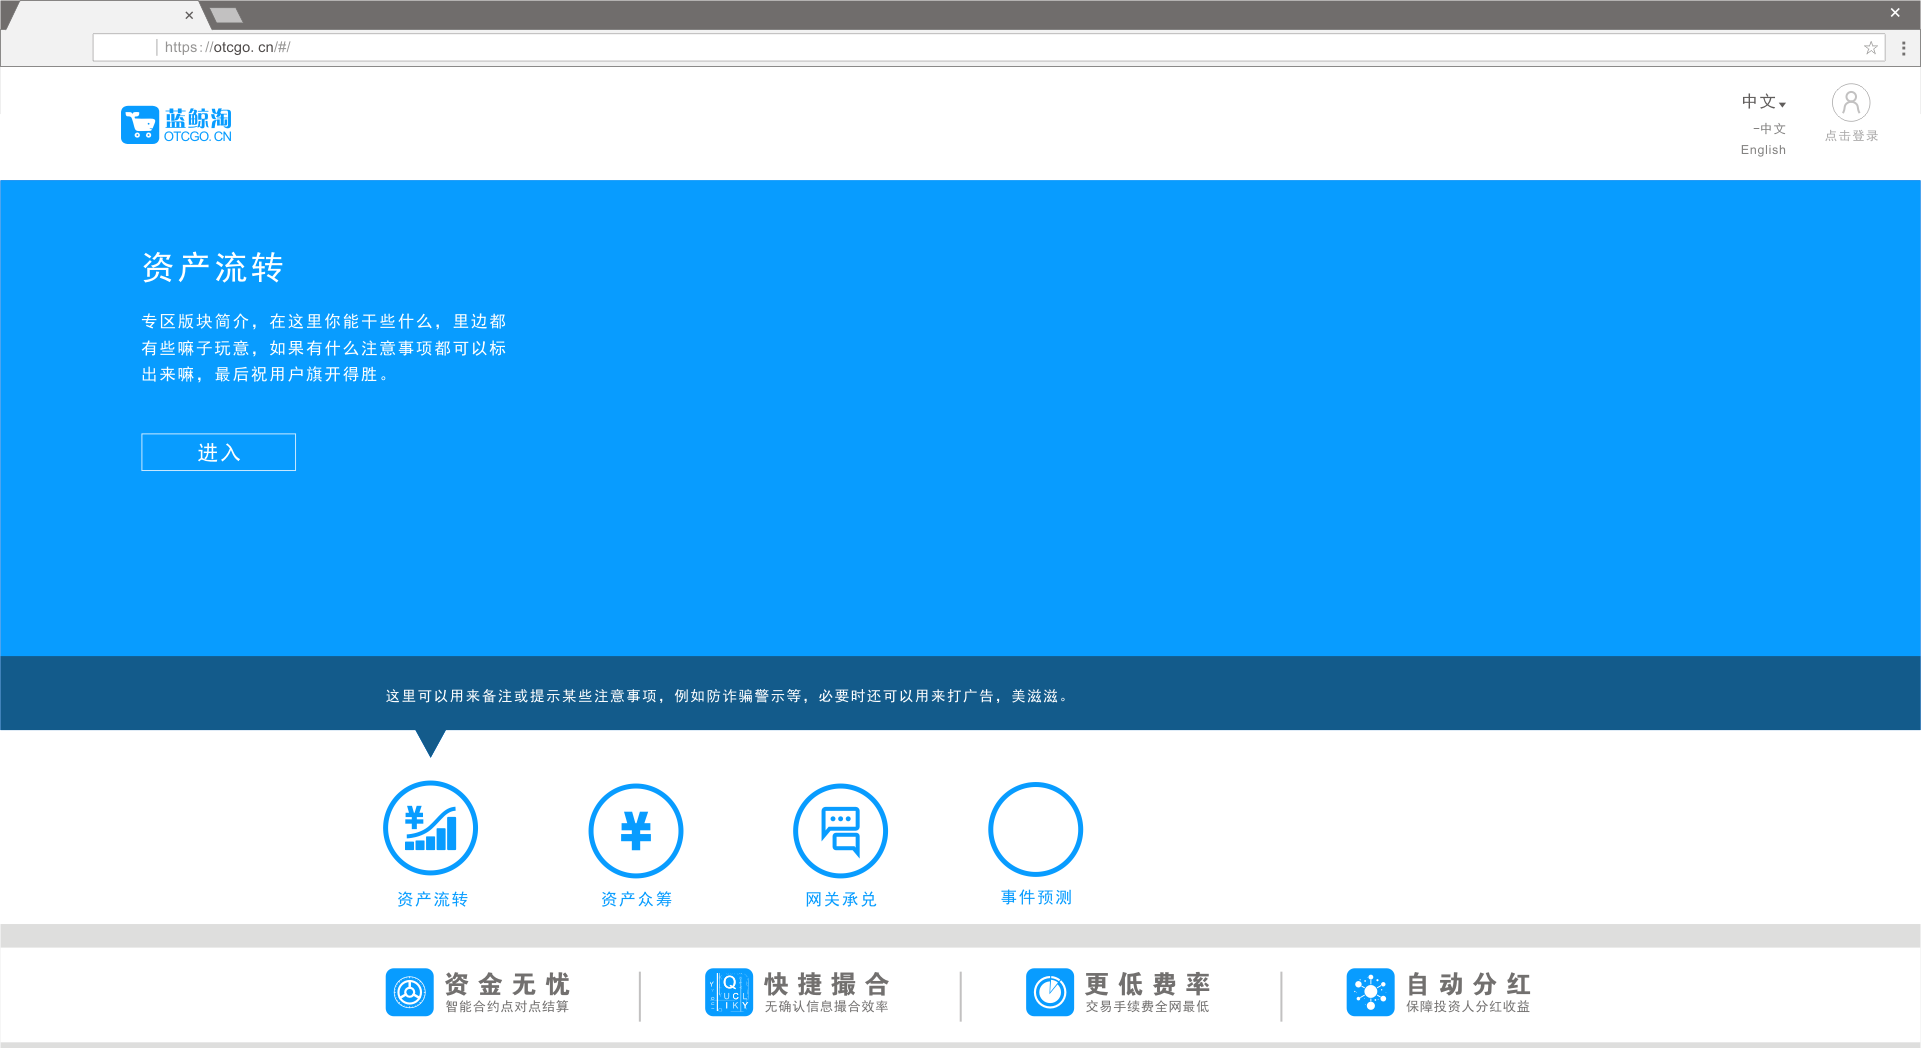 https://otcgo.cn/#/
蓝鲸淘
OTCGO.CN
中文
-中文
English
点击登录
资产流转
专区版块简介，在这里你能干些什么，里边都
有些嘛子玩意，如果有什么注意事项都可以标
出来嘛，最后祝用户旗开得胜。
进入
这里可以用来备注或提示某些注意事项，例如防诈骗警示等，必要时还可以用来打广告，美滋滋。
资产流转
资产众筹
网关承兑
事件预测
资金无忧
智能合约点对点结算
快捷撮合
无确认信息撮合效率
更低费率
交易手续费全网最低
自动分红
保障投资人分红收益